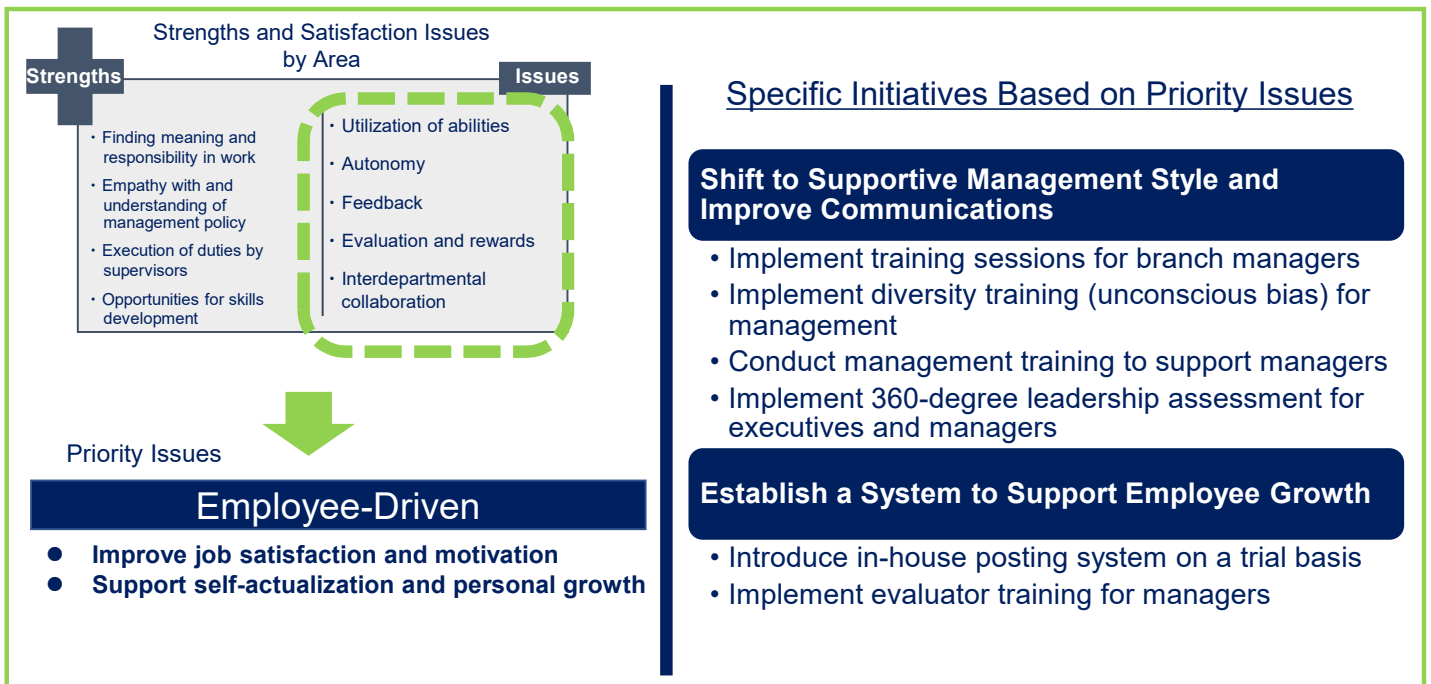 Strengths and Satisfaction Issues
by Area
Strengths
Issues
・Finding meaning and
responsibility in work
・Empathy with and
understanding of
management policy
・Execution of duties by
supervisors
・Opportunities for skills
development
・Utilization of abilities
・Autonomy
・Feedback
・Evaluation and rewards
・Interdepartmental
collaboration
Priority Issues
Employee-Driven
● Improve job satisfaction and motivation
● Support self-actualization and personal growth
Specific Initiatives Based on Priority Issues
Shift to Supportive Management Style and
Improve Communications
• Implement training sessions for branch managers
• Implement diversity training (unconscious bias) for
management
• Conduct management training to support managers
• Implement 360-degree leadership assessment for
executives and managers
Establish a System to Support Employee Growth
• Introduce in-house posting system on a trial basis
• Implement evaluator training for managers